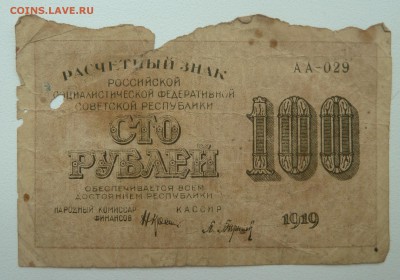 COINS.LAVE.RU
РАСЧЕТНЫЙ ЗНАК
АА-029
РОССИЙСКОЙ
СОЦИАЛИСТИЧЕСКОЙ ФЕДЕРАТИВНОЙ
СОВЕТСКОЙ РЕСПУБЛИКИ
СТО
РУБЛЕЙ
100
ОБЕСПЕЧИВАЕТСЯ ВСЕМ
ДОСТОЯНИЕМ РЕСПУБЛИКИ
НАРОДНЫЙ КОМИССАР
ФИНАНСОВ
КАССИР
1919